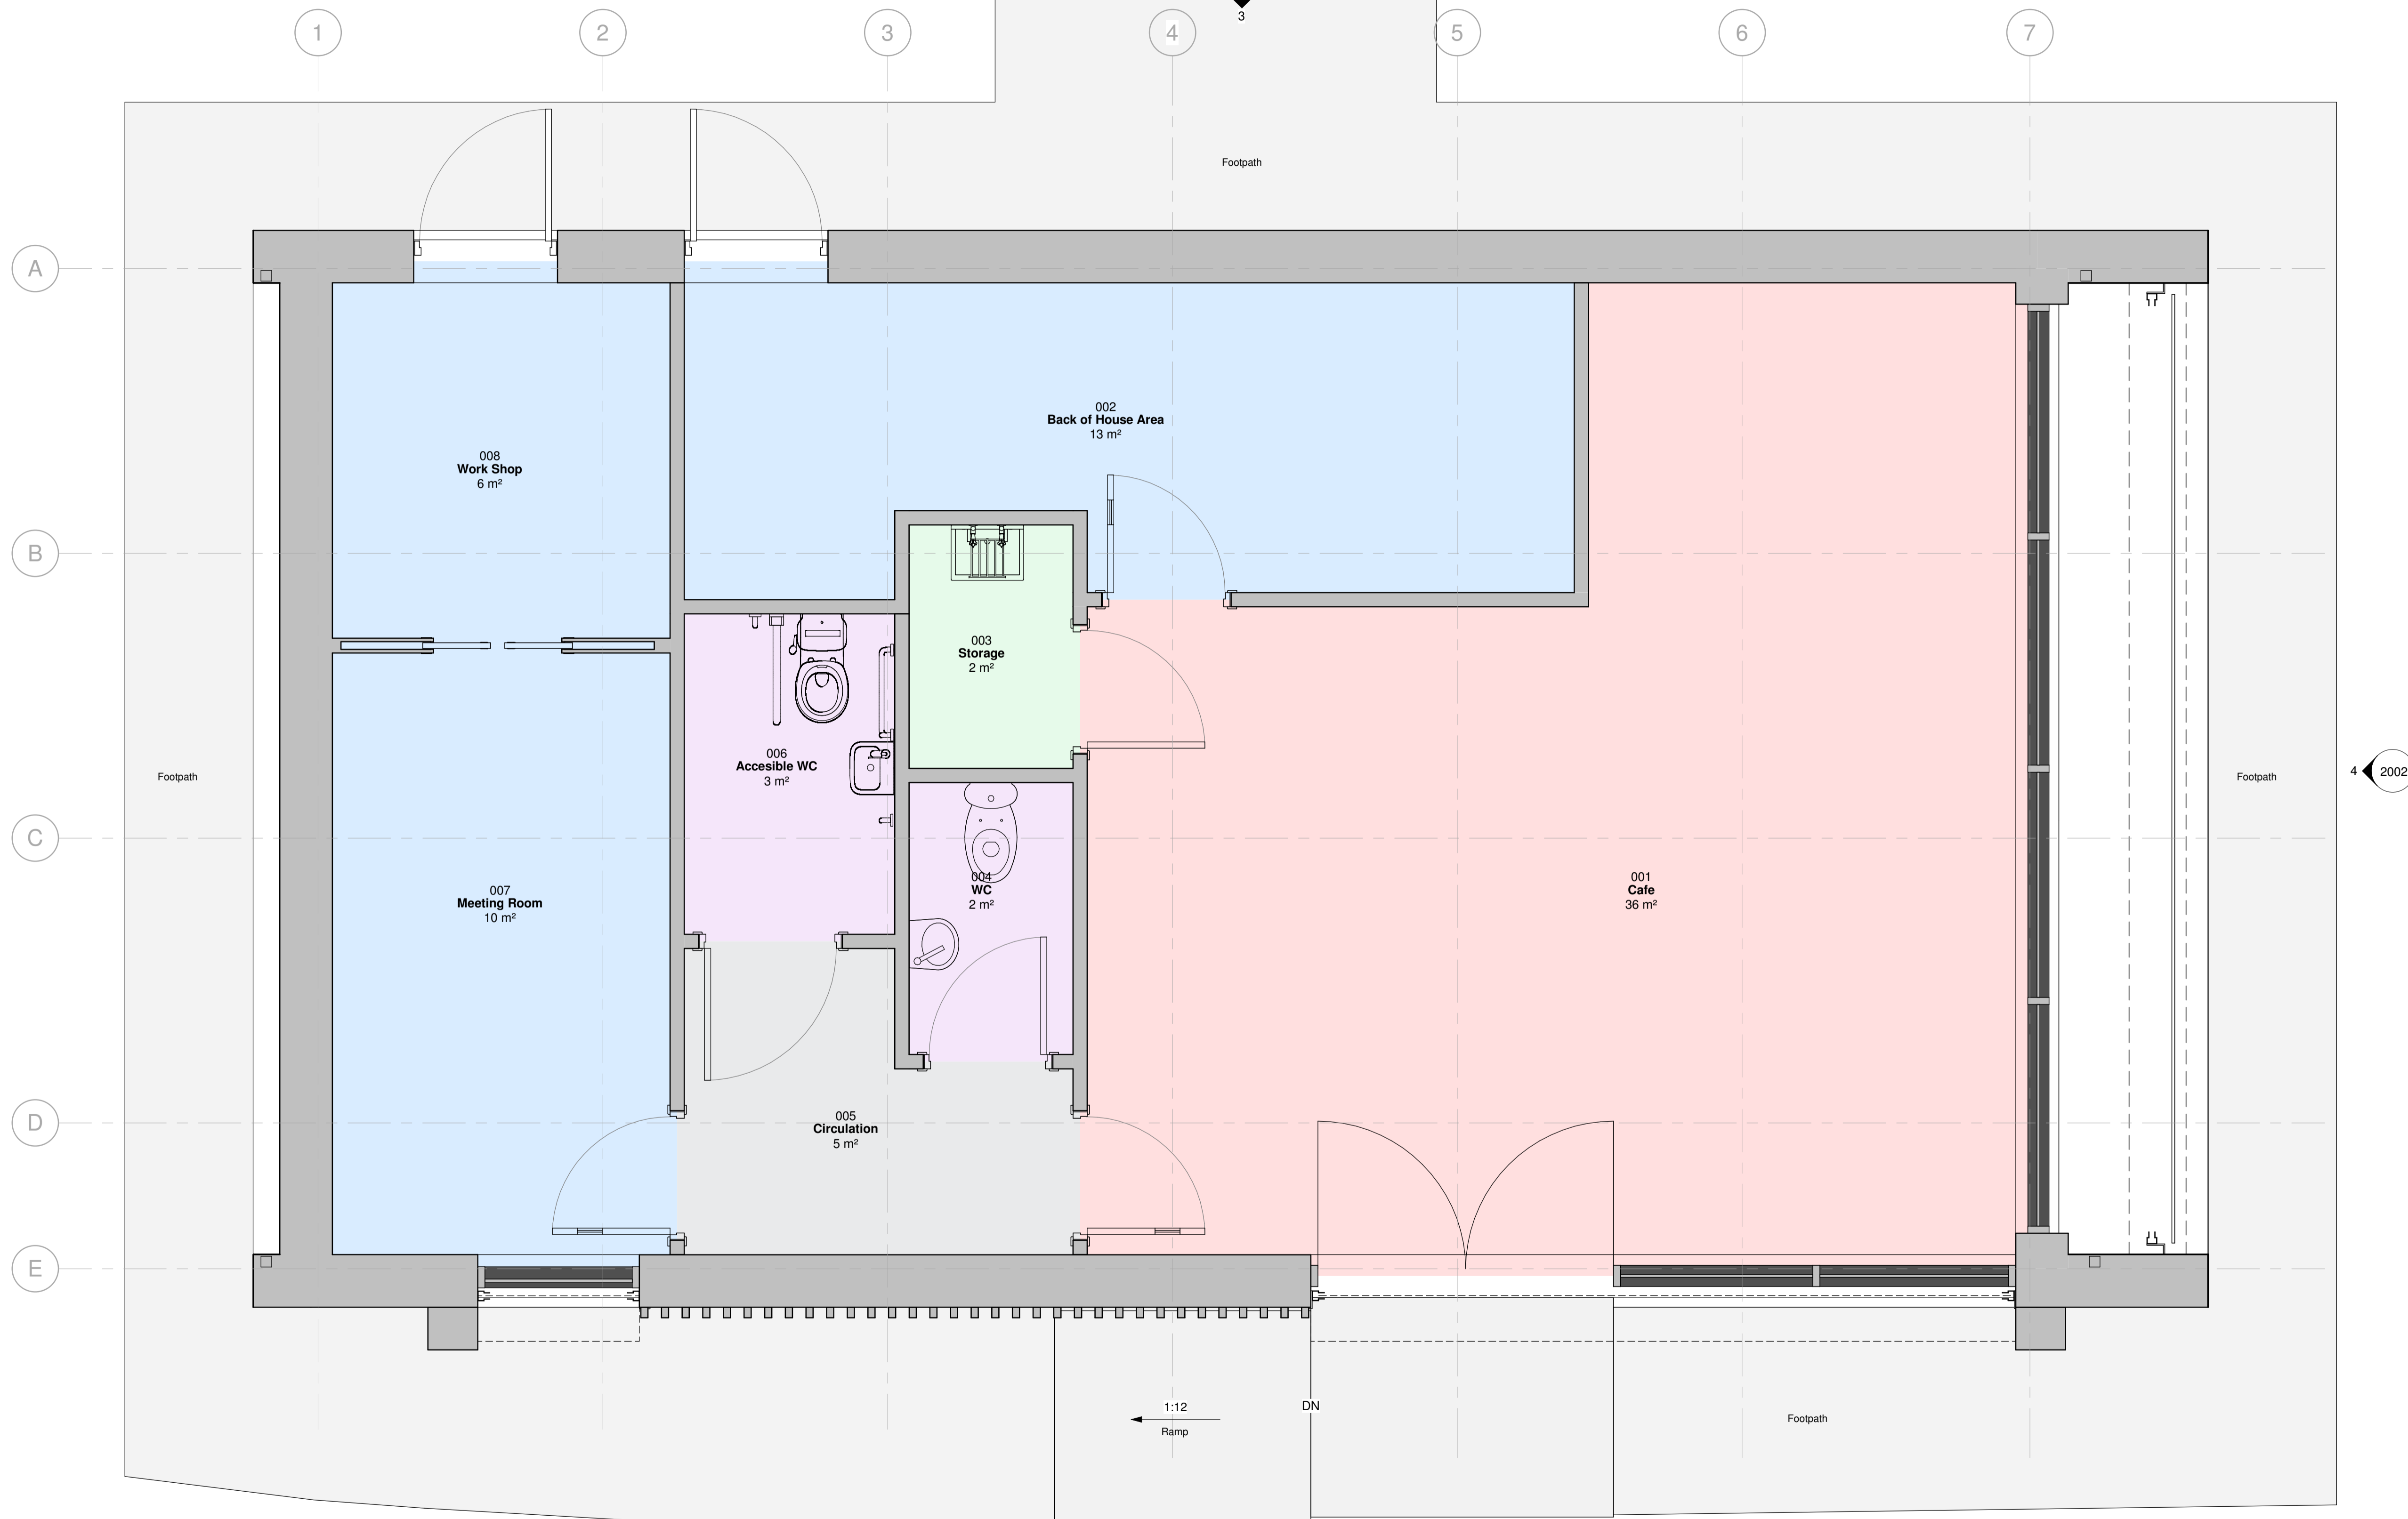 3
1
2
3
4
5
6
7
Footpath
A
002
Back of House Area
13 m²
008
Work Shop
6 m²
B
003
Storage
2 m²
006
Accesible WC
3 m²
Footpath
Footpath
4
2002
C
004
WC
2 m²
001
Cafe
36 m²
007
Meeting Room
10 m²
D
005
Circulation
5 m²
E
1:12
Ramp
DN
Footpath